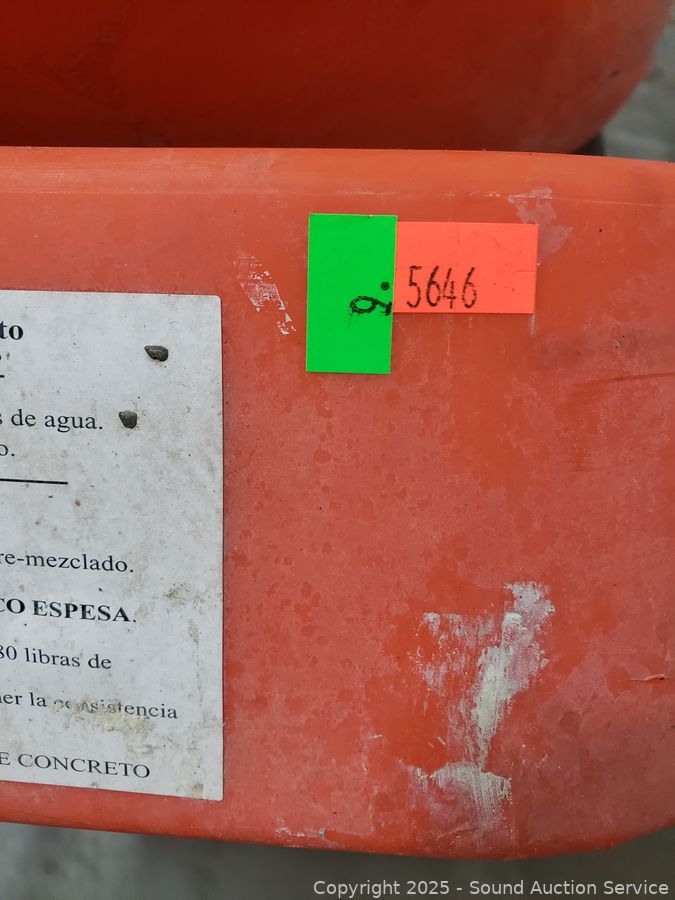 9.
5646
to
s de agua.
o.
re-mezclado.
CO ESPESA.
80 libras de
ner la consistencia
E CONCRETO
Copyright 2025 - Sound Auction Service